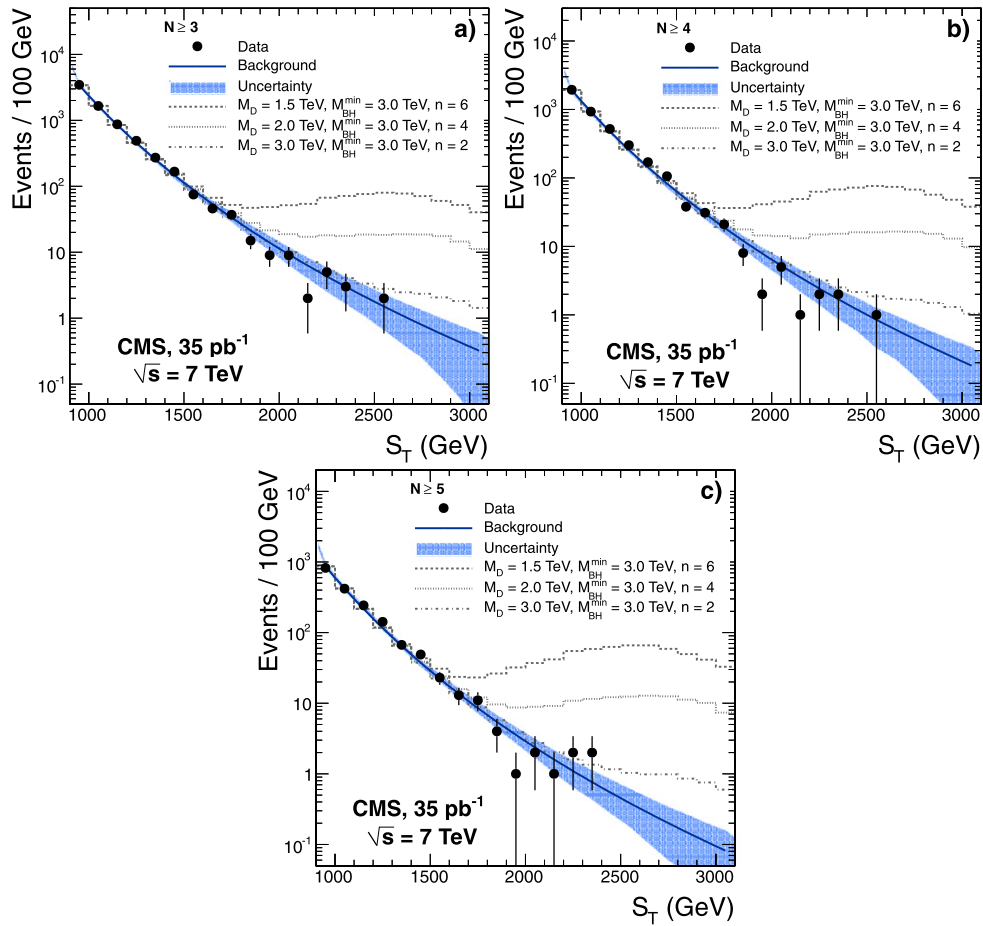 a)
N ≥ 3
Data
Background
Uncertainty
M_D = 1.5 TeV, M_BH^min = 3.0 TeV, n = 6
M_D = 2.0 TeV, M_BH^min = 3.0 TeV, n = 4
M_D = 3.0 TeV, M_BH^min = 3.0 TeV, n = 2
Events / 100 GeV
10^4
10^3
10^2
10
1
10^-1
CMS, 35 pb^-1
√s = 7 TeV
1000 1500 2000 2500 3000
S_T (GeV)
b)
N ≥ 4
Data
Background
Uncertainty
M_D = 1.5 TeV, M_BH^min = 3.0 TeV, n = 6
M_D = 2.0 TeV, M_BH^min = 3.0 TeV, n = 4
M_D = 3.0 TeV, M_BH^min = 3.0 TeV, n = 2
Events / 100 GeV
10^4
10^3
10^2
10
1
10^-1
CMS, 35 pb^-1
√s = 7 TeV
1000 1500 2000 2500 3000
S_T (GeV)
c)
N ≥ 5
Data
Background
Uncertainty
M_D = 1.5 TeV, M_BH^min = 3.0 TeV, n = 6
M_D = 2.0 TeV, M_BH^min = 3.0 TeV, n = 4
M_D = 3.0 TeV, M_BH^min = 3.0 TeV, n = 2
Events / 100 GeV
10^4
10^3
10^2
10
1
10^-1
CMS, 35 pb^-1
√s = 7 TeV
1000 1500 2000 2500 3000
S_T (GeV)